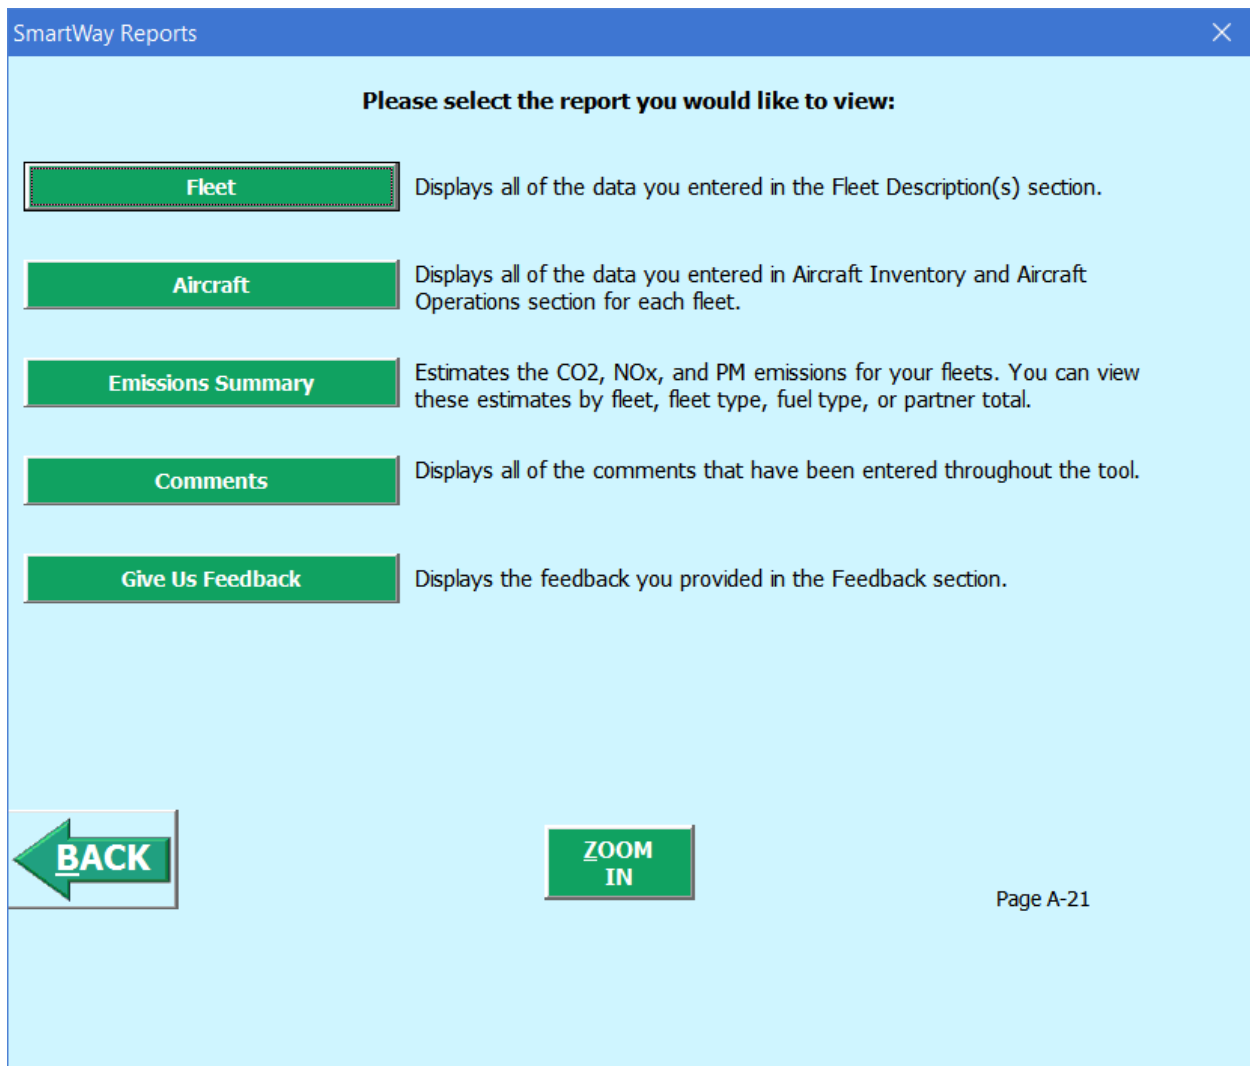 SmartWay Reports
Please select the report you would like to view:
Fleet
Displays all of the data you entered in the Fleet Description(s) section.
Aircraft
Displays all of the data you entered in Aircraft Inventory and Aircraft
Operations section for each fleet.
Emissions Summary
Estimates the CO2, NOx, and PM emissions for your fleets. You can view
these estimates by fleet, fleet type, fuel type, or partner total.
Comments
Displays all of the comments that have been entered throughout the tool.
Give Us Feedback
Displays the feedback you provided in the Feedback section.
BACK
ZOOM
IN
Page A-21